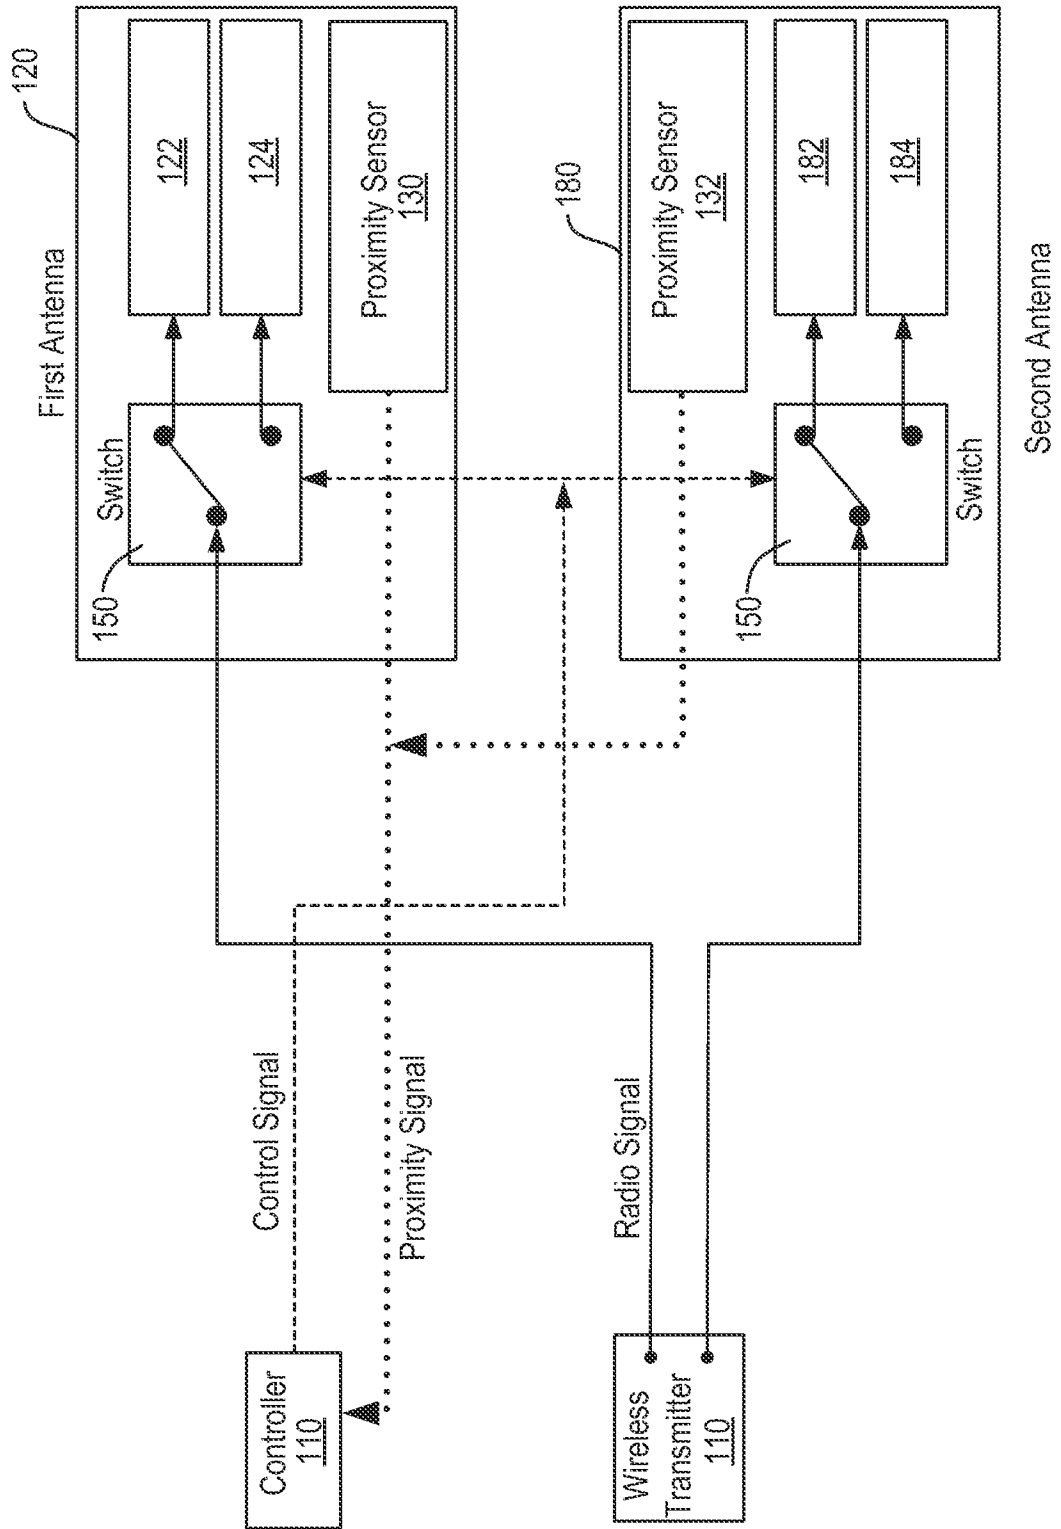 First Antenna
120
Switch
150
122
124
Proximity Sensor
130
Control Signal
Proximity Signal
Controller
110
Radio Signal
Wireless
Transmitter
110
180
Proximity Sensor
132
182
184
150
Switch
Second Antenna